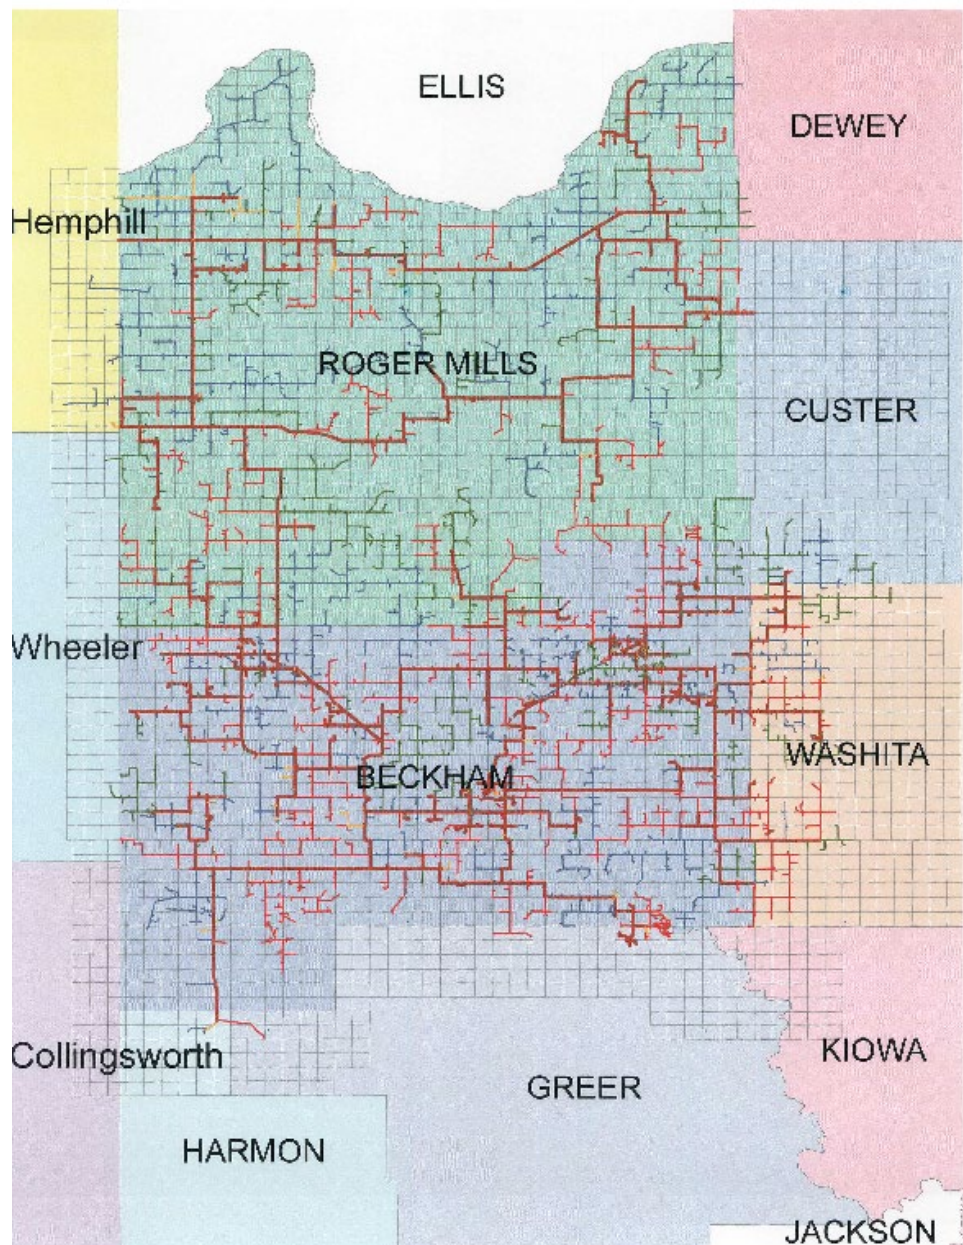 ELLIS
DEWEY
Hemphill
ROGER MILLS
CUSTER
Wheeler
WASHITA
BECKHAM
KIOWA
Collingsworth
GREER
HARMON
JACKSON